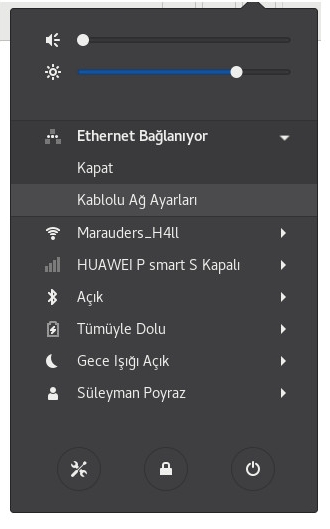 Ethernet Bağlanıyor
Kapat
Kablolu Ağ Ayarları
Marauders_H4ll
HUAWEI P smart S Kapalı
Açık
Tümüyle Dolu
Gece Işığı Açık
Süleyman Poyraz